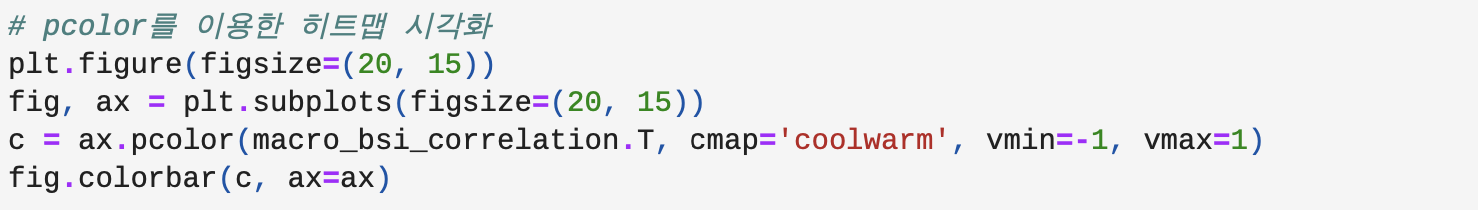 # pcolor를 이용한 히트맵 시각화
plt.figure(figsize=(20, 15))
fig, ax = plt.subplots(figsize=(20, 15))
c = ax.pcolor(macro_bsi_correlation.T, cmap='coolwarm', vmin=-1, vmax=1)
fig.colorbar(c, ax=ax)